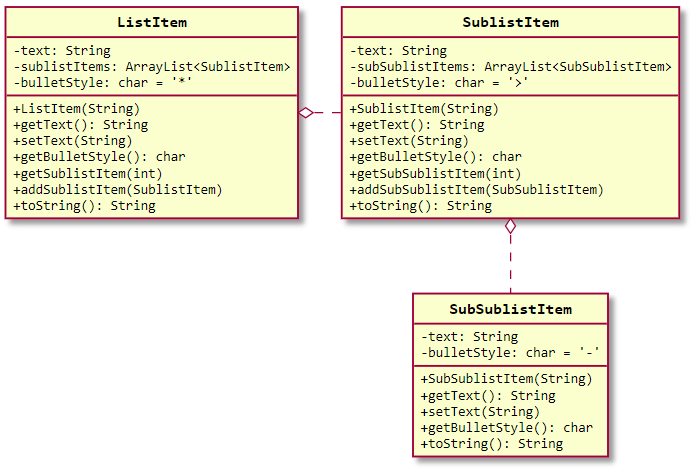 ListItem
-text: String
-sublistItems: ArrayList<SublistItem>
-bulletStyle: char = '*'
+ListItem(String)
+getText(): String
+setText(String)
+getBulletStyle(): char
+getSublistItem(int)
+addSublistItem(SublistItem)
+toString(): String
SublistItem
-text: String
-subSublistItems: ArrayList<SubSublistItem>
-bulletStyle: char = '>'
+SublistItem(String)
+getText(): String
+setText(String)
+getBulletStyle(): char
+getSubSublistItem(int)
+addSubSublistItem(SubSublistItem)
+toString(): String
SubSublistItem
-text: String
-bulletStyle: char = '-'
+SubSublistItem(String)
+getText(): String
+setText(String)
+getBulletStyle(): char
+toString(): String